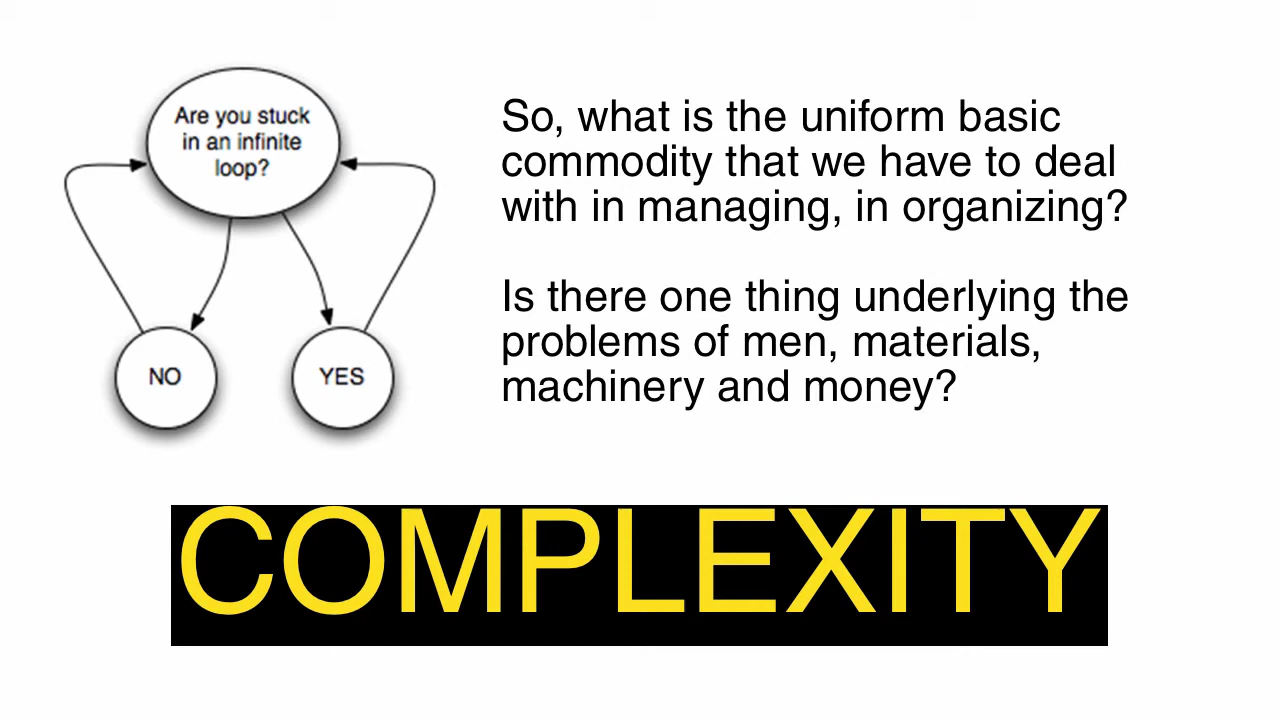 Are you stuck
in an infinite
loop?
NO
YES
So, what is the uniform basic
commodity that we have to deal
with in managing, in organizing?
Is there one thing underlying the
problems of men, materials,
machinery and money?
COMPLEXITY